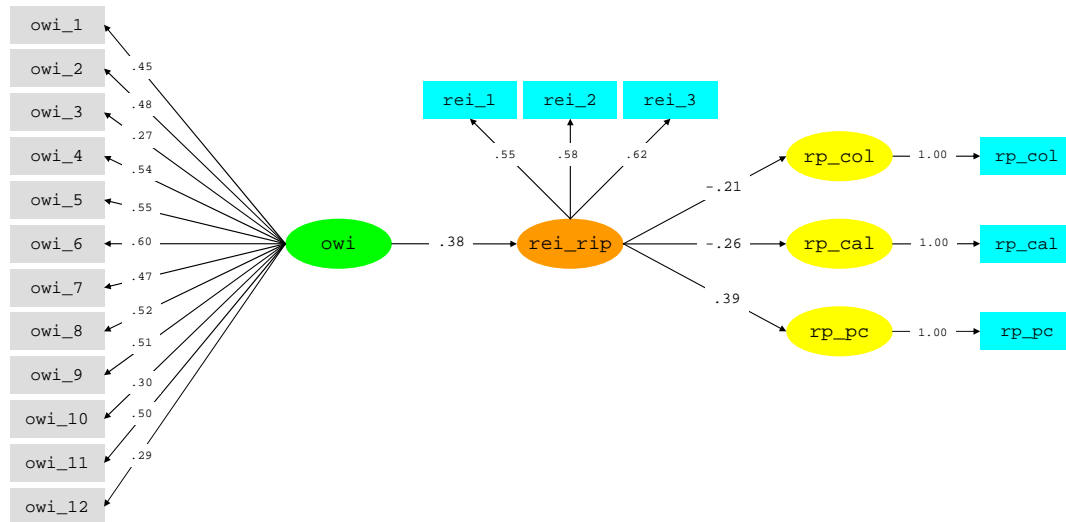 owi_1
owi_2
owi_3
owi_4
owi_5
owi_6
owi_7
owi_8
owi_9
owi_10
owi_11
owi_12
.45
.48
.27
.54
.55
.60
.47
.52
.51
.30
.50
.29
owi
.38
rei_1 rei_2 rei_3
.55 .58 .62
rei_rip
-.21
-.26
.39
rp_col 1.00 rp_col
rp_cal 1.00 rp_cal
rp_pc 1.00 rp_pc